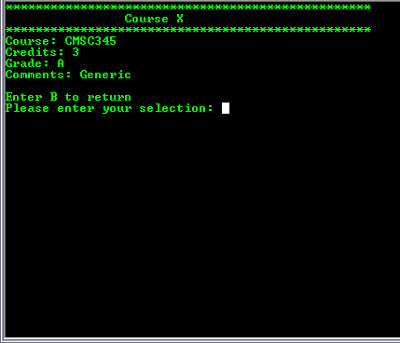 *************************************************
Course X
*************************************************
Course: CMSC345
Credits: 3
Grade: A
Comments: Generic
Enter B to return
Please enter your selection: